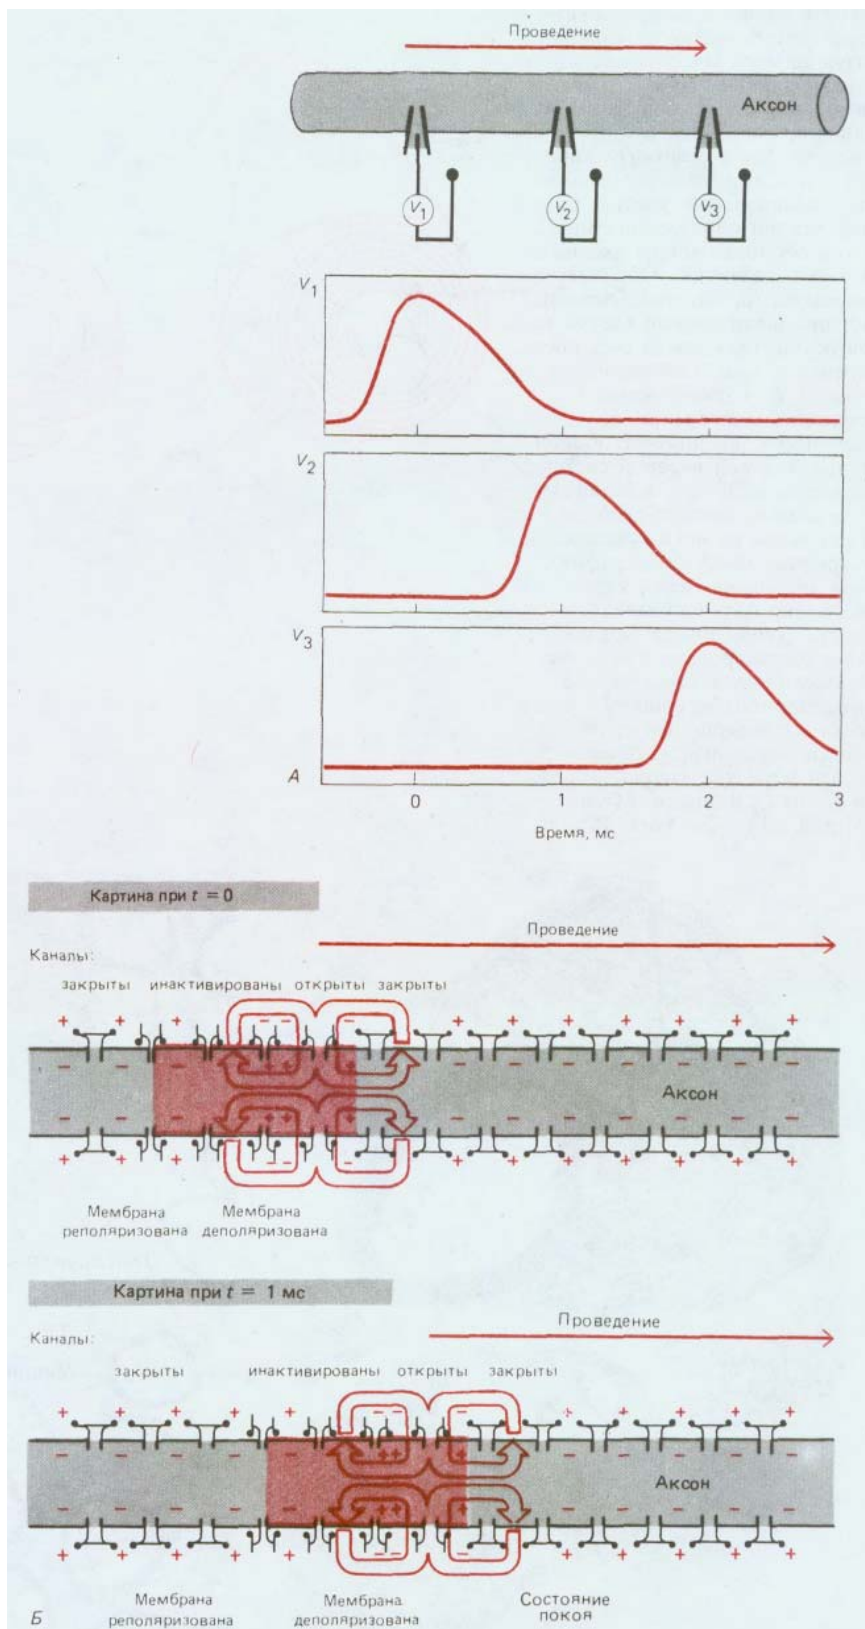 Проведение
Аксон
V1 V2 V3
V1
V2
V3
А
0 1 2 3
Время, мс
Картина при t = 0
Проведение
Каналы:
закрыты инактивированы открыты закрыты
Аксон
Мембрана реполяризована
Мембрана деполяризована
Картина при t = 1 мс
Проведение
Каналы:
закрыты инактивированы открыты закрыты
Аксон
Мембрана реполяризована
Мембрана деполяризована
Состояние покоя
Б